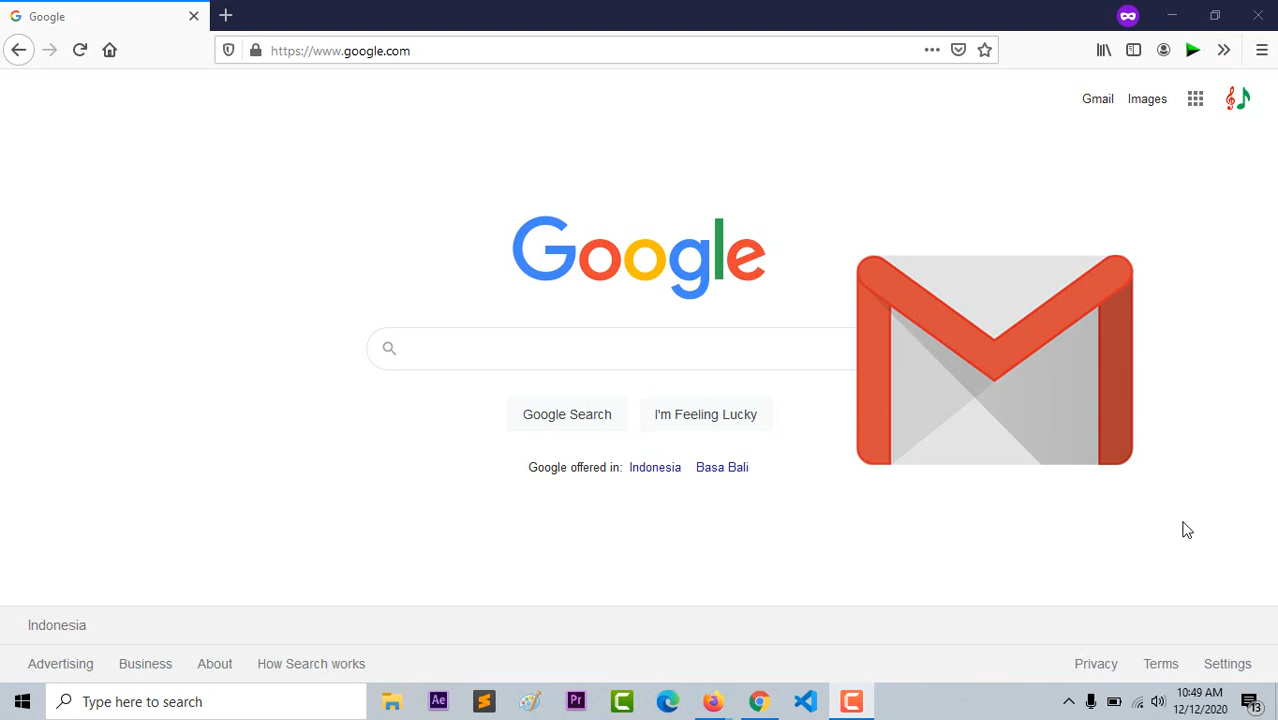 Google
https://www.google.com
Gmail Images
Google
Google Search I'm Feeling Lucky
Google offered in: Indonesia Basa Bali
Indonesia
Advertising Business About How Search works Privacy Terms Settings
Type here to search Ae Pr C C 10:49 AM
12/12/2020 13